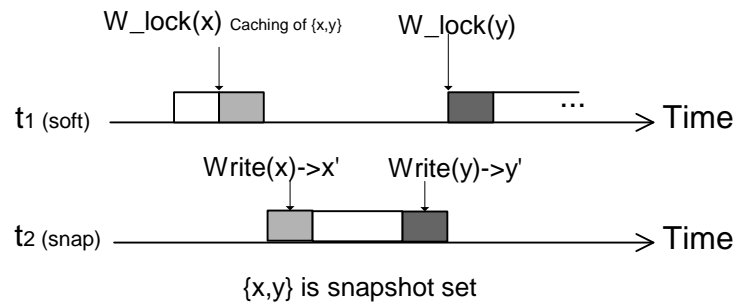 W_lock(x) Caching of {x,y} W_lock(y)
...
t1 (soft) Time
Write(x)->x' Write(y)->y'
t2 (snap) Time
{x,y} is snapshot set